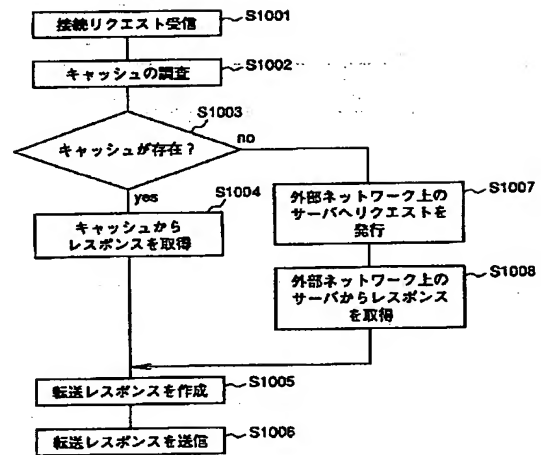 接続リクエスト受信
S1001
キャッシュの調査
S1002
S1003
キャッシュが存在？
no
yes
S1004
キャッシュから
レスポンスを取得
外部ネットワーク上の
サーバへリクエストを
発行
S1007
外部ネットワーク上の
サーバからレスポンス
を取得
S1008
転送レスポンスを作成
S1005
転送レスポンスを送信
S1006